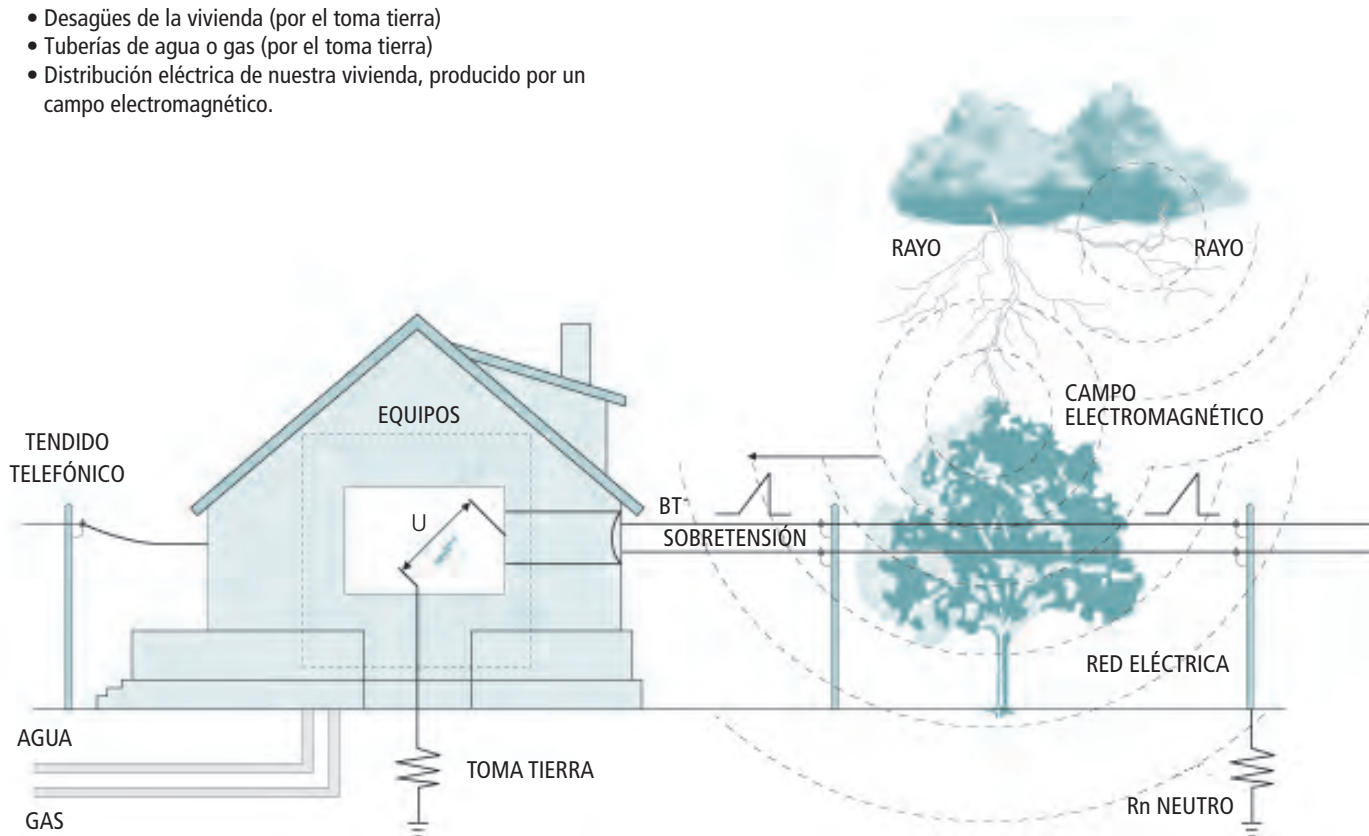 • Desagües de la vivienda (por el toma tierra)
• Tuberías de agua o gas (por el toma tierra)
• Distribución eléctrica de nuestra vivienda, producido por un
campo electromagnético.
RAYO
RAYO
CAMPO
ELECTROMAGNÉTICO
EQUIPOS
TENDIDO
TELEFÓNICO
U
BT
SOBRETENSIÓN
RED ELÉCTRICA
AGUA
TOMA TIERRA
GAS
Rn NEUTRO